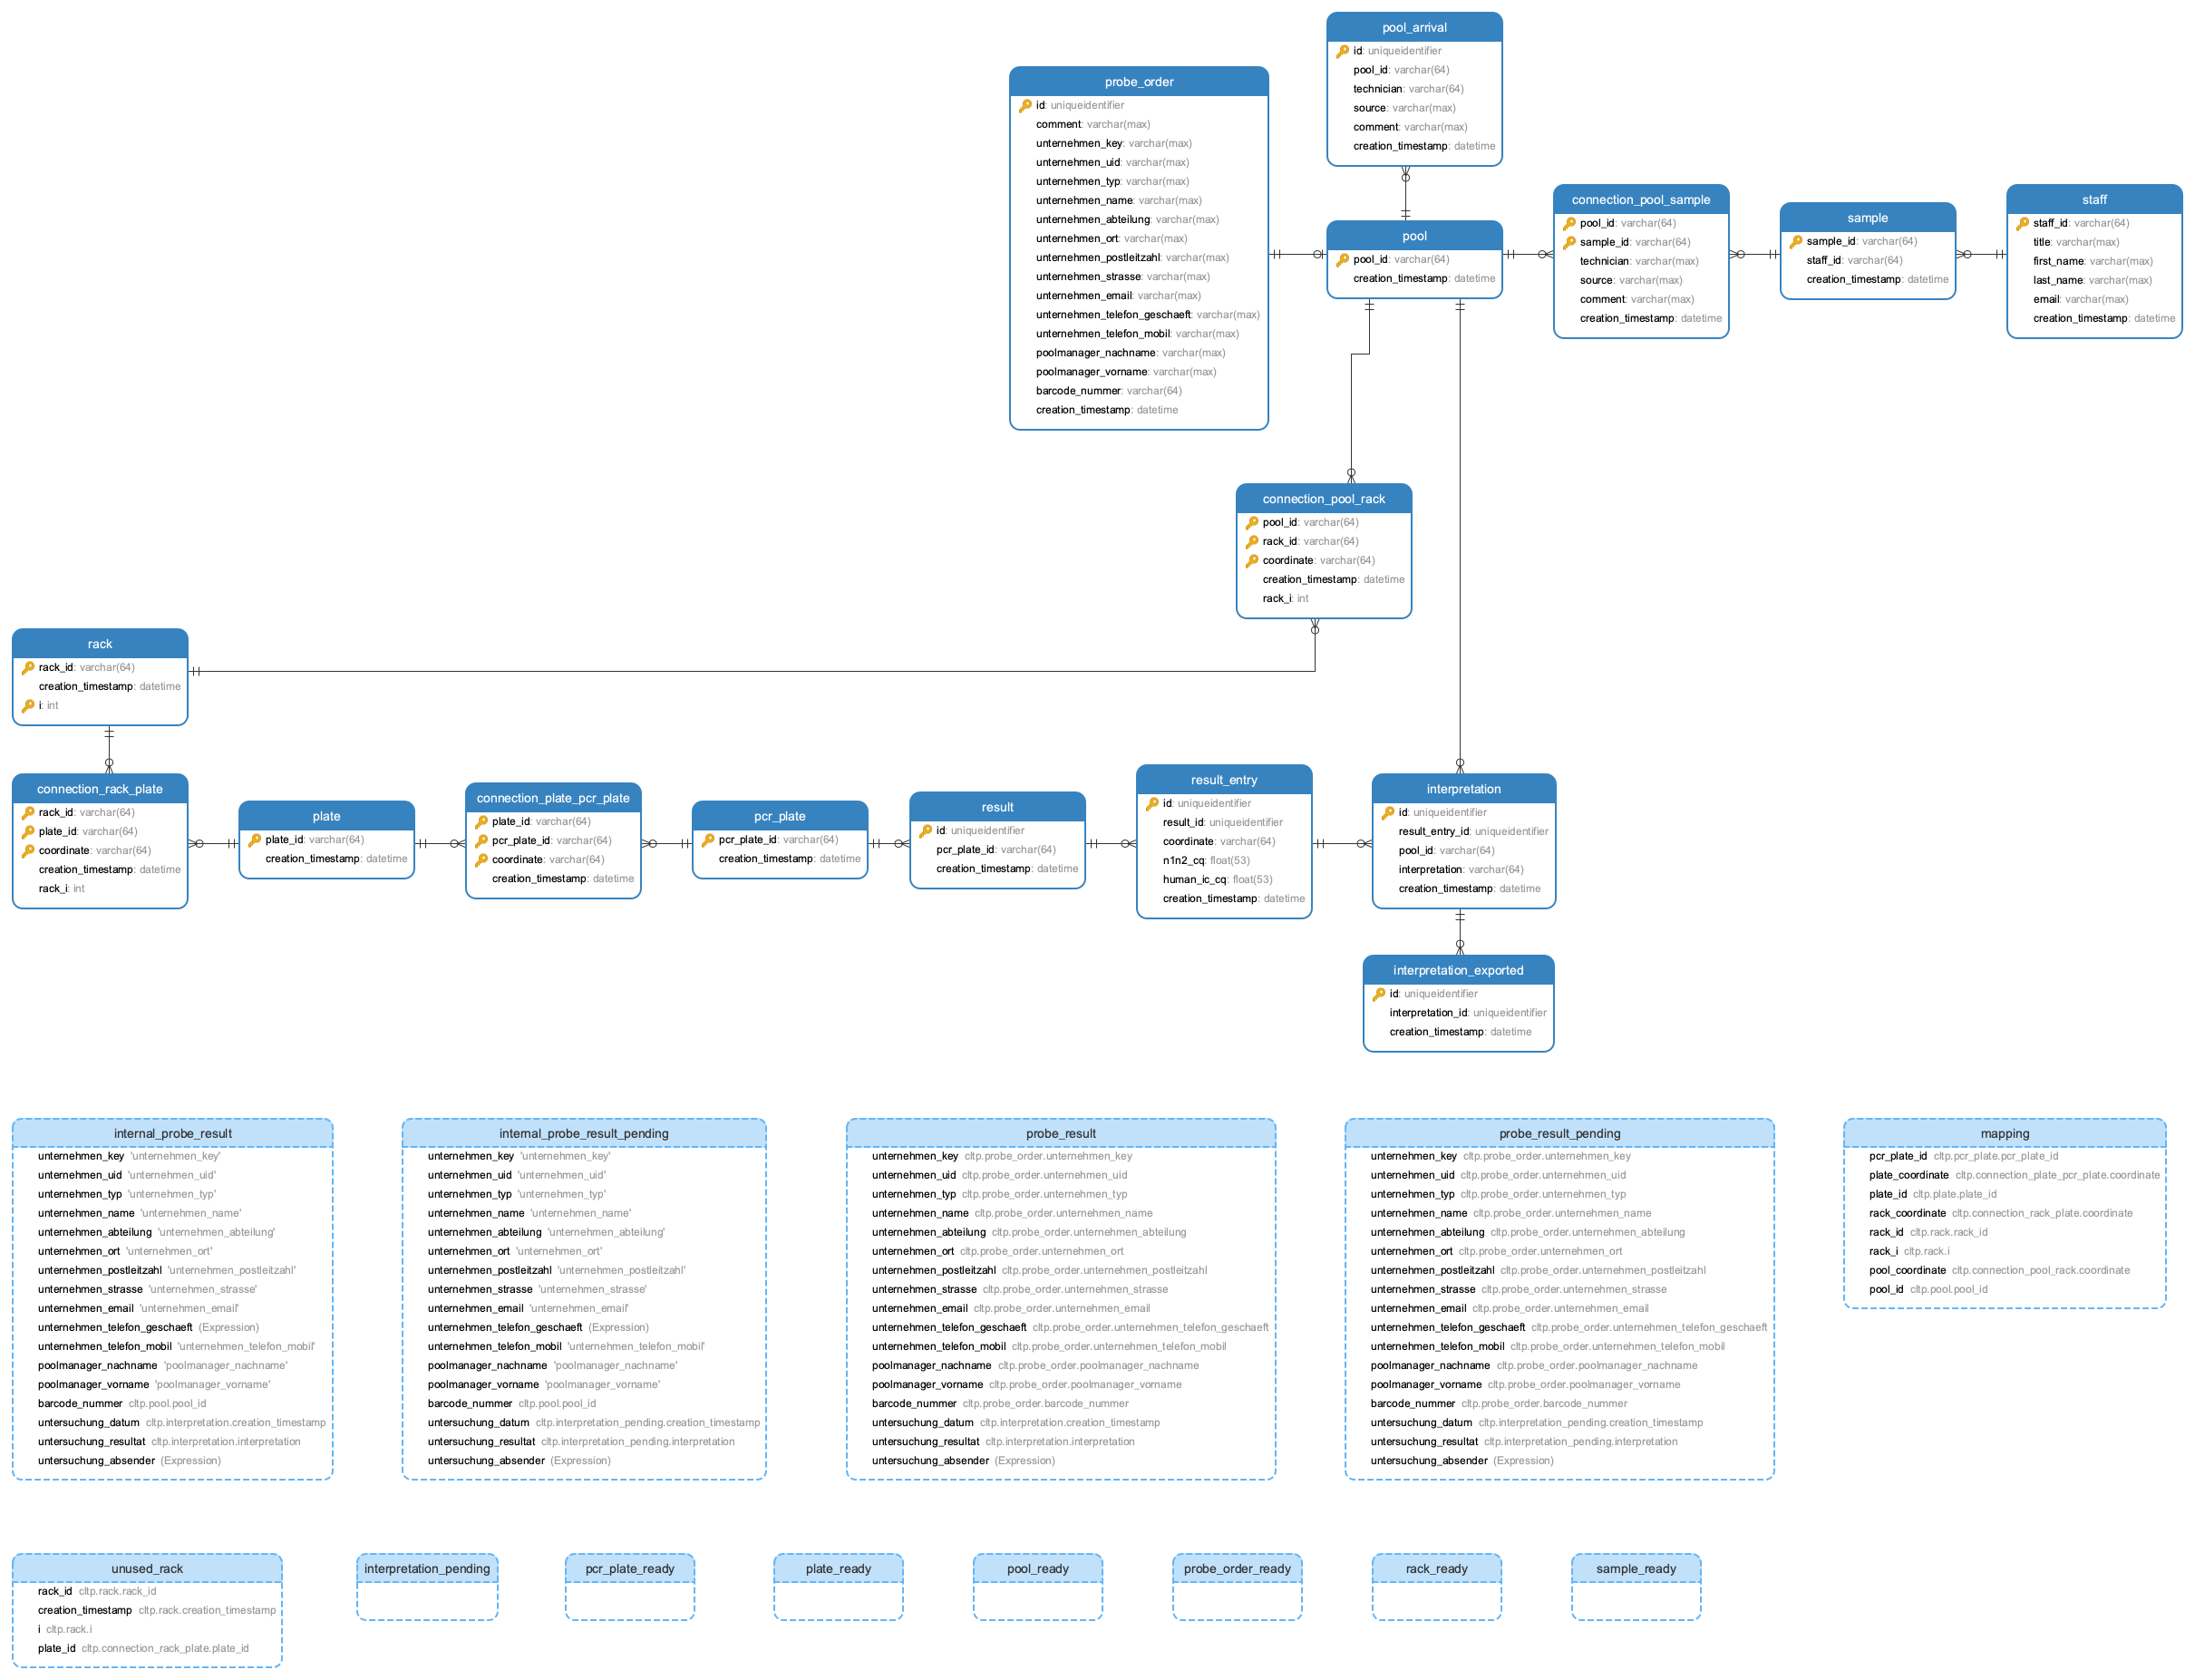 pool_arrival
id: uniqueidentifier
pool_id: varchar(64)
technician: varchar(64)
source: varchar(max)
comment: varchar(max)
creation_timestamp: datetime
probe_order
id: uniqueidentifier
comment: varchar(max)
unternehmen_key: varchar(max)
unternehmen_uid: varchar(max)
unternehmen_typ: varchar(max)
unternehmen_name: varchar(max)
unternehmen_abteilung: varchar(max)
unternehmen_ort: varchar(max)
unternehmen_postleitzahl: varchar(max)
unternehmen_strasse: varchar(max)
unternehmen_email: varchar(max)
unternehmen_telefon_geschaeft: varchar(max)
unternehmen_telefon_mobil: varchar(max)
poolmanager_nachname: varchar(max)
poolmanager_vorname: varchar(max)
barcode_nummer: varchar(64)
creation_timestamp: datetime
pool
pool_id: varchar(64)
creation_timestamp: datetime
connection_pool_sample
pool_id: varchar(64)
sample_id: varchar(64)
technician: varchar(max)
source: varchar(max)
comment: varchar(max)
creation_timestamp: datetime
sample
sample_id: varchar(64)
staff_id: varchar(64)
creation_timestamp: datetime
staff
staff_id: varchar(64)
title: varchar(max)
first_name: varchar(max)
last_name: varchar(max)
email: varchar(max)
creation_timestamp: datetime
connection_pool_rack
pool_id: varchar(64)
rack_id: varchar(64)
coordinate: varchar(64)
creation_timestamp: datetime
rack_i: int
rack
rack_id: varchar(64)
creation_timestamp: datetime
i: int
connection_rack_plate
rack_id: varchar(64)
plate_id: varchar(64)
coordinate: varchar(64)
creation_timestamp: datetime
rack_i: int
plate
plate_id: varchar(64)
creation_timestamp: datetime
connection_plate_pcr_plate
plate_id: varchar(64)
pcr_plate_id: varchar(64)
coordinate: varchar(64)
creation_timestamp: datetime
pcr_plate
pcr_plate_id: varchar(64)
creation_timestamp: datetime
result
id: uniqueidentifier
pcr_plate_id: varchar(64)
creation_timestamp: datetime
result_entry
id: uniqueidentifier
result_id: uniqueidentifier
coordinate: varchar(64)
n1n2_cq: float(53)
human_ic_cq: float(53)
creation_timestamp: datetime
interpretation
id: uniqueidentifier
result_entry_id: uniqueidentifier
pool_id: varchar(64)
interpretation: varchar(64)
creation_timestamp: datetime
interpretation_exported
id: uniqueidentifier
interpretation_id: uniqueidentifier
creation_timestamp: datetime
internal_probe_result
unternehmen_key 'unternehmen_key'
unternehmen_uid 'unternehmen_uid'
unternehmen_typ 'unternehmen_typ'
unternehmen_name 'unternehmen_name'
unternehmen_abteilung 'unternehmen_abteilung'
unternehmen_ort 'unternehmen_ort'
unternehmen_postleitzahl 'unternehmen_postleitzahl'
unternehmen_strasse 'unternehmen_strasse'
unternehmen_email 'unternehmen_email'
unternehmen_telefon_geschaeft (Expression)
unternehmen_telefon_mobil 'unternehmen_telefon_mobil'
poolmanager_nachname 'poolmanager_nachname'
poolmanager_vorname 'poolmanager_vorname'
barcode_nummer cltp.pool.pool_id
untersuchung_datum cltp.interpretation.creation_timestamp
untersuchung_resultat cltp.interpretation.interpretation
untersuchung_absender (Expression)
internal_probe_result_pending
unternehmen_key 'unternehmen_key'
unternehmen_uid 'unternehmen_uid'
unternehmen_typ 'unternehmen_typ'
unternehmen_name 'unternehmen_name'
unternehmen_abteilung 'unternehmen_abteilung'
unternehmen_ort 'unternehmen_ort'
unternehmen_postleitzahl 'unternehmen_postleitzahl'
unternehmen_strasse 'unternehmen_strasse'
unternehmen_email 'unternehmen_email'
unternehmen_telefon_geschaeft (Expression)
unternehmen_telefon_mobil 'unternehmen_telefon_mobil'
poolmanager_nachname 'poolmanager_nachname'
poolmanager_vorname 'poolmanager_vorname'
barcode_nummer cltp.pool.pool_id
untersuchung_datum cltp.interpretation_pending.creation_timestamp
untersuchung_resultat cltp.interpretation_pending.interpretation
untersuchung_absender (Expression)
probe_result
unternehmen_key cltp.probe_order.unternehmen_key
unternehmen_uid cltp.probe_order.unternehmen_uid
unternehmen_typ cltp.probe_order.unternehmen_typ
unternehmen_name cltp.probe_order.unternehmen_name
unternehmen_abteilung cltp.probe_order.unternehmen_abteilung
unternehmen_ort cltp.probe_order.unternehmen_ort
unternehmen_postleitzahl cltp.probe_order.unternehmen_postleitzahl
unternehmen_strasse cltp.probe_order.unternehmen_strasse
unternehmen_email cltp.probe_order.unternehmen_email
unternehmen_telefon_geschaeft cltp.probe_order.unternehmen_telefon_geschaeft
unternehmen_telefon_mobil cltp.probe_order.unternehmen_telefon_mobil
poolmanager_nachname cltp.probe_order.poolmanager_nachname
poolmanager_vorname cltp.probe_order.poolmanager_vorname
barcode_nummer cltp.probe_order.barcode_nummer
untersuchung_datum cltp.interpretation.creation_timestamp
untersuchung_resultat cltp.interpretation.interpretation
untersuchung_absender (Expression)
probe_result_pending
unternehmen_key cltp.probe_order.unternehmen_key
unternehmen_uid cltp.probe_order.unternehmen_uid
unternehmen_typ cltp.probe_order.unternehmen_typ
unternehmen_name cltp.probe_order.unternehmen_name
unternehmen_abteilung cltp.probe_order.unternehmen_abteilung
unternehmen_ort cltp.probe_order.unternehmen_ort
unternehmen_postleitzahl cltp.probe_order.unternehmen_postleitzahl
unternehmen_strasse cltp.probe_order.unternehmen_strasse
unternehmen_email cltp.probe_order.unternehmen_email
unternehmen_telefon_geschaeft cltp.probe_order.unternehmen_telefon_geschaeft
unternehmen_telefon_mobil cltp.probe_order.unternehmen_telefon_mobil
poolmanager_nachname cltp.probe_order.poolmanager_nachname
poolmanager_vorname cltp.probe_order.poolmanager_vorname
barcode_nummer cltp.probe_order.barcode_nummer
untersuchung_datum cltp.interpretation_pending.creation_timestamp
untersuchung_resultat cltp.interpretation_pending.interpretation
untersuchung_absender (Expression)
mapping
pcr_plate_id cltp.pcr_plate.pcr_plate_id
plate_coordinate cltp.connection_plate_pcr_plate.coordinate
plate_id cltp.plate.plate_id
rack_coordinate cltp.connection_rack_plate.coordinate
rack_id cltp.rack.rack_id
rack_i cltp.rack.i
pool_coordinate cltp.connection_pool_rack.coordinate
pool_id cltp.pool.pool_id
unused_rack
rack_id cltp.rack.rack_id
creation_timestamp cltp.rack.creation_timestamp
i cltp.rack.i
plate_id cltp.connection_rack_plate.plate_id
interpretation_pending
pcr_plate_ready
plate_ready
pool_ready
probe_order_ready
rack_ready
sample_ready